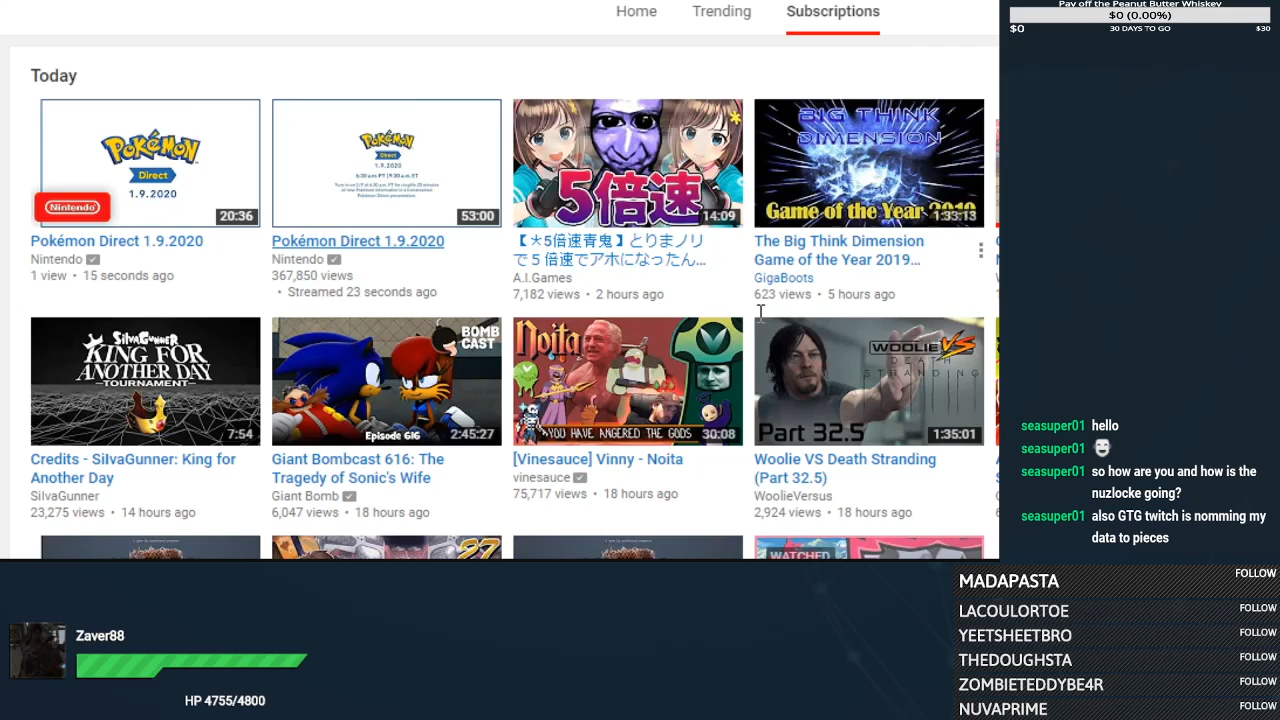 Home Trending Subscriptions
Pay off the Peanut Butter Whiskey
$0 (0.00%)
$0 30 DAYS TO GO $30
Today
Pokémon
Direct
1.9.2020
Nintendo
20:36
Pokémon Direct 1.9.2020
Nintendo
1 view • 15 seconds ago
Pokémon
Direct
1.9.2020
6:30 a.m. PT | 9:30 a.m. ET
53:00
Pokémon Direct 1.9.2020
Nintendo
367,850 views
• Streamed 23 seconds ago
5倍速
14:09
【*5倍速青鬼】とりまノリ
で５倍速でアホになったん...
A.I.Games
7,182 views • 2 hours ago
BIG THINK
DIMENSION
Game of the Year 2019
1:33:13
The Big Think Dimension
Game of the Year 2019...
GigaBoots
623 views • 5 hours ago
SILVAGUNNER
KING FOR
ANOTHER DAY
TOURNAMENT
7:54
Credits - SilvaGunner: King for
Another Day
SilvaGunner
23,275 views • 14 hours ago
BOMB
CAST
Episode 616
2:45:27
Giant Bombcast 616: The
Tragedy of Sonic's Wife
Giant Bomb
6,047 views • 18 hours ago
Noita
YOU HAVE ANGERED THE GODS
30:08
[Vinesauce] Vinny - Noita
vinesauce
75,717 views • 18 hours ago
WOOLIE VS
DEATH
STRANDING
Part 32.5
1:35:01
Woolie VS Death Stranding
(Part 32.5)
WoolieVersus
2,924 views • 18 hours ago
27
WATCHED
seasuper01 hello
seasuper01
seasuper01 so how are you and how is the
nuzlocke going?
seasuper01 also GTG twitch is nomming my
data to pieces
Zaver88
HP 4755/4800
MADAPASTA FOLLOW
LACOULORTOE FOLLOW
YEETSHEETBRO FOLLOW
THEDOUGHSTA FOLLOW
ZOMBIETEDDYBE4R FOLLOW
NUVAPRIME FOLLOW